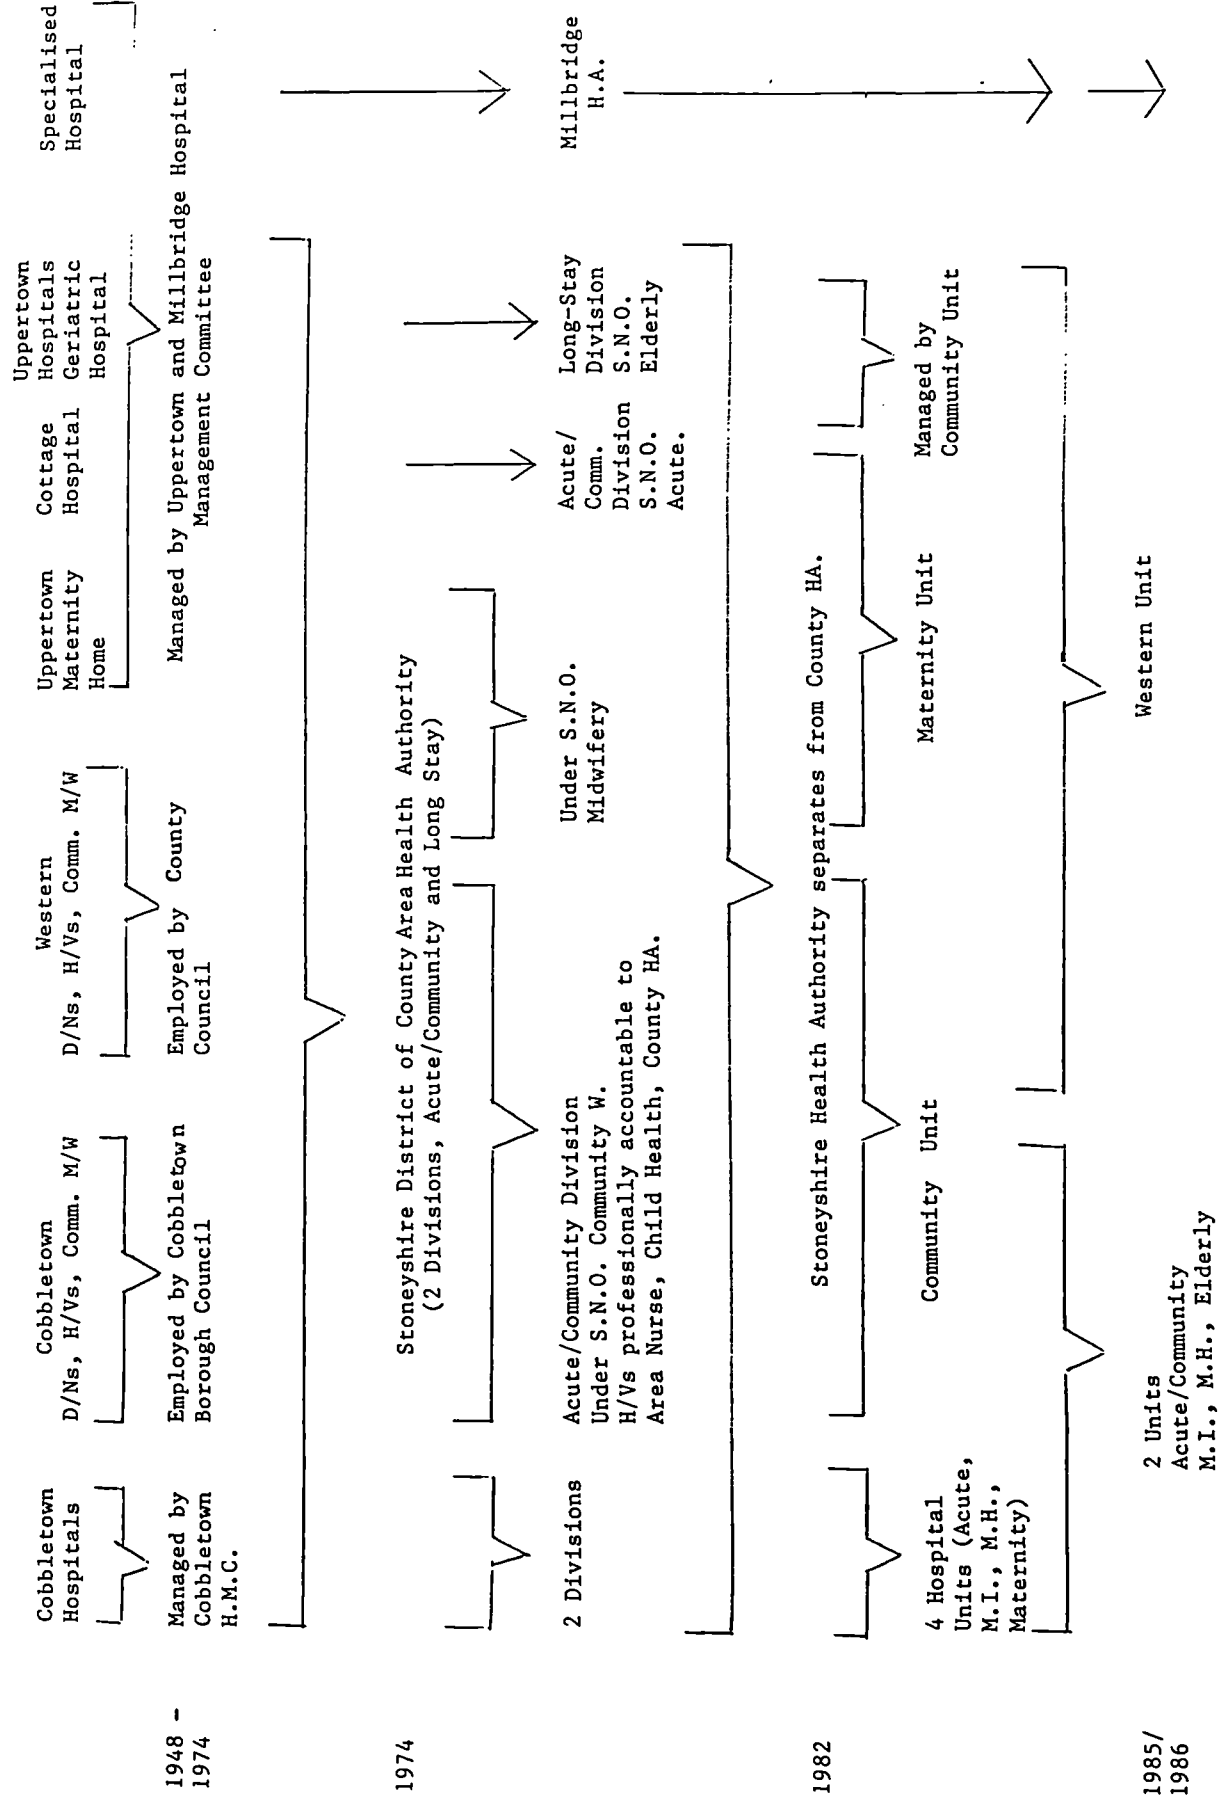 Cobbletown
Hospitals
Cobbletown
D/Ns, H/Vs, Comm. M/W
Western
D/Ns, H/Vs, Comm. M/W
Uppertown
Maternity
Home
Cottage
Hospital
Uppertown
Hospitals
Geriatric
Hospital
Specialised
Hospital
1948 -
1974
Managed by
Cobbletown
H.M.C.
Employed by Cobbletown
Borough Council
Employed by County
Council
Managed by Uppertown and Millbridge Hospital
Management Committee
1974
Stoneyshire District of County Area Health Authority
(2 Divisions, Acute/Community and Long Stay)
2 Divisions
Acute/Community Division
Under S.N.O. Community W.
H/Vs professionally accountable to
Area Nurse, Child Health, County HA.
Under S.N.O.
Midwifery
Acute/
Comm.
Division
S.N.O.
Acute.
Long-Stay
Division
S.N.O.
Elderly
Millbridge
H.A.
1982
Stoneyshire Health Authority separates from County HA.
4 Hospital
Units (Acute,
M.I., M.H.,
Maternity)
Community Unit
Maternity Unit
Managed by
Community Unit
1985/
1986
2 Units
Acute/Community
M.I., M.H., Elderly
Western Unit